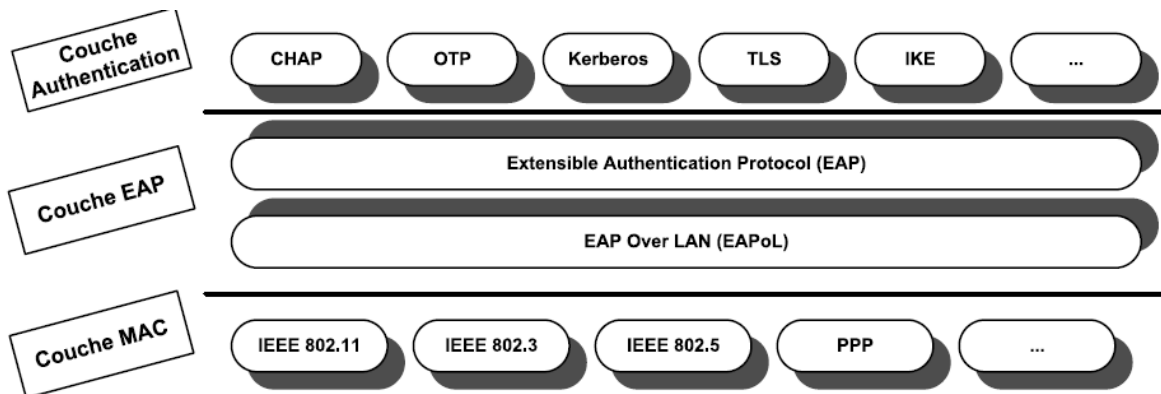 Couche
Authentication
CHAP
OTP
Kerberos
TLS
IKE
...
Couche EAP
Extensible Authentication Protocol (EAP)
EAP Over LAN (EAPoL)
Couche MAC
IEEE 802.11
IEEE 802.3
IEEE 802.5
PPP
...